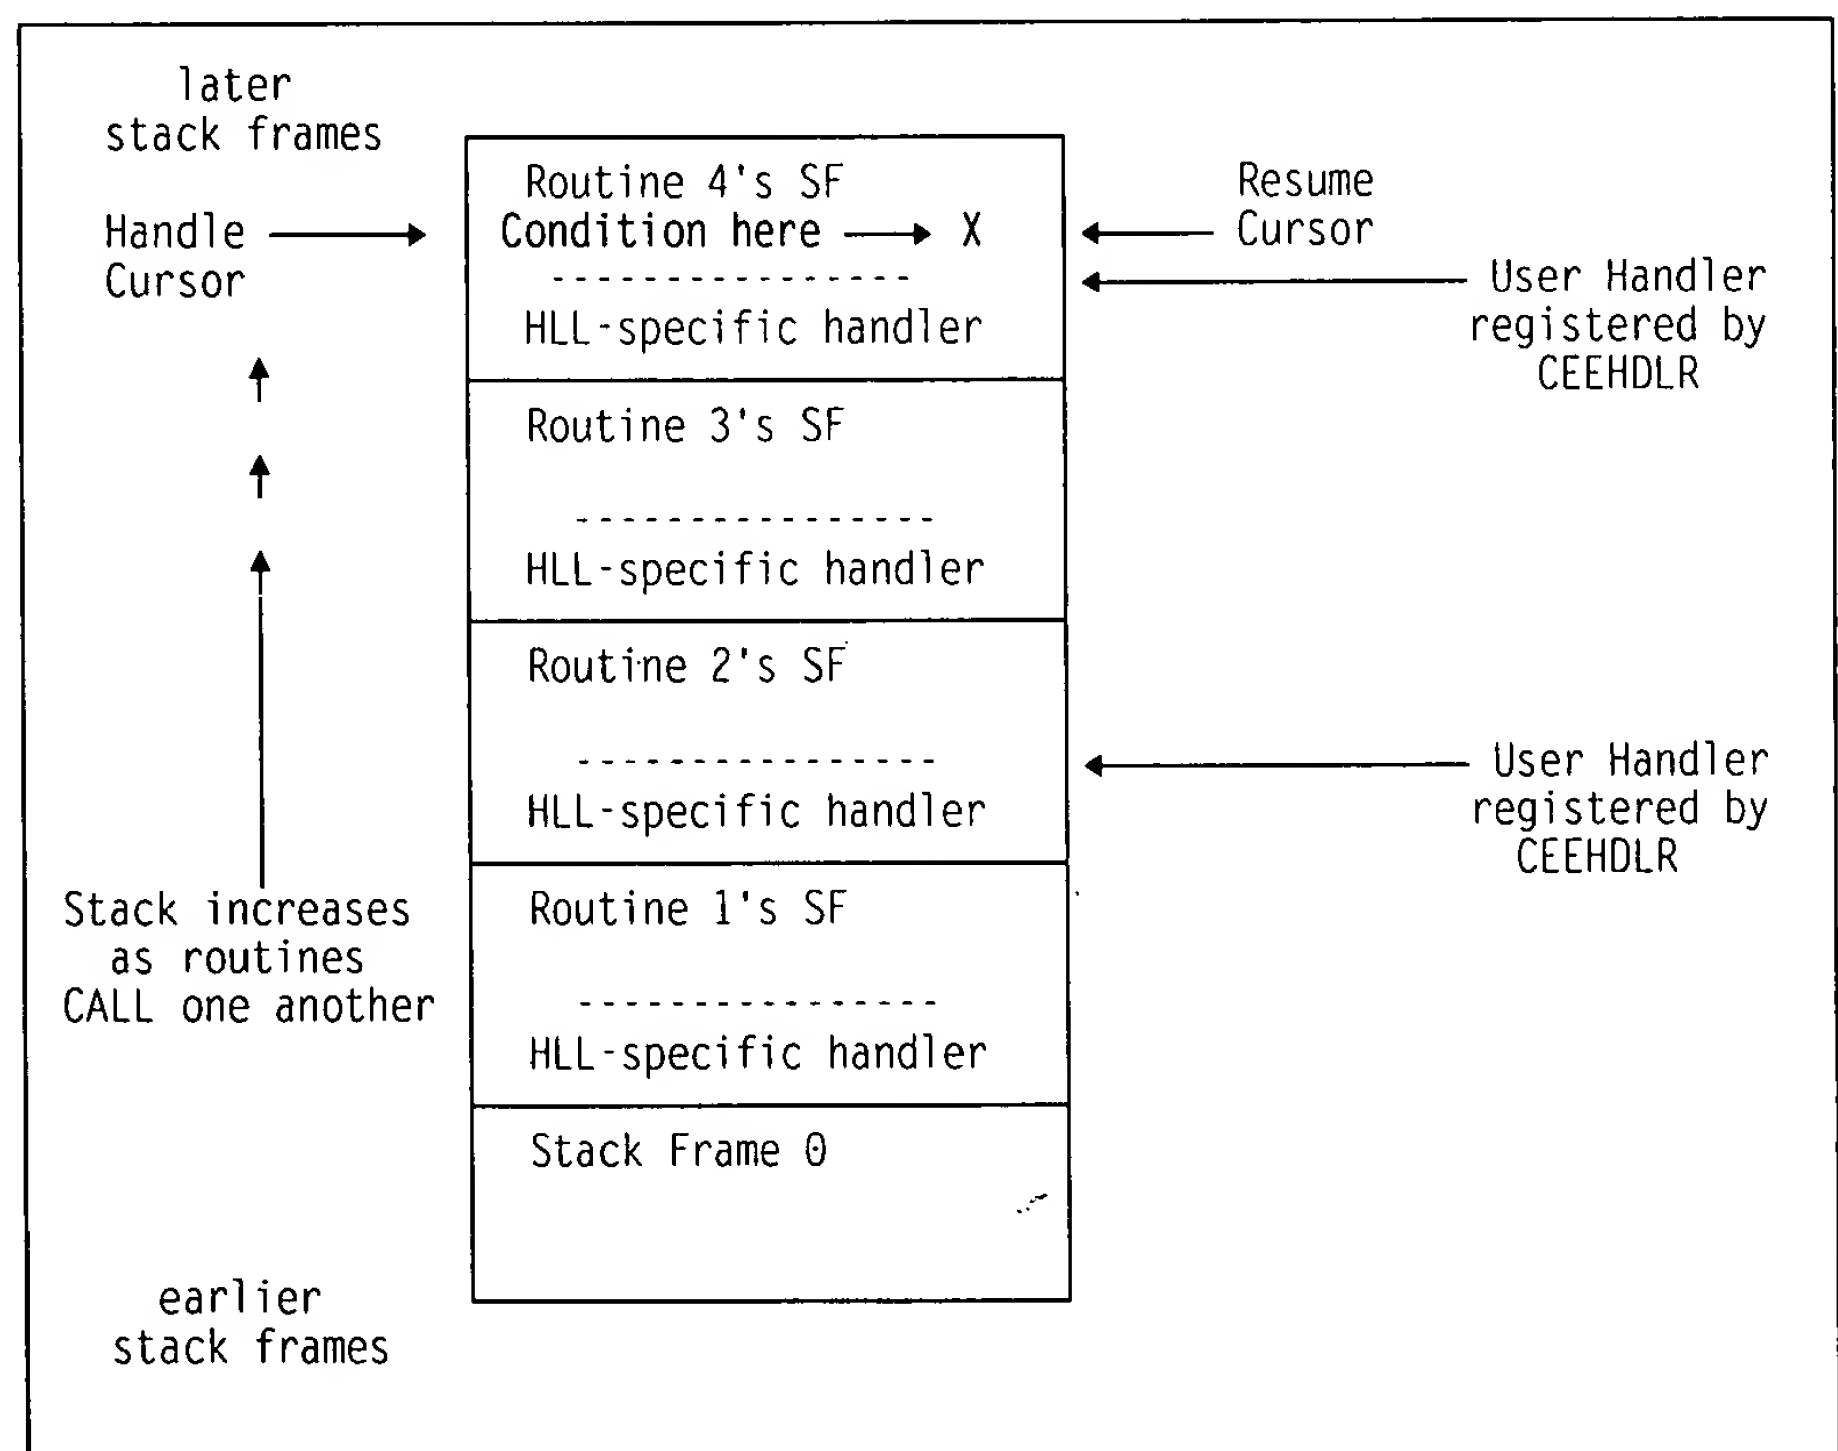 later
stack frames
Handle
Cursor
Routine 4's SF
Condition here
X
HLL-specific handler
Resume
Cursor
User Handler
registered by
CEEHDLR
Routine 3's SF
HLL-specific handler
Routine 2's SF
HLL-specific handler
User Handler
registered by
CEEHDLR
Stack increases
as routines
CALL one another
Routine 1's SF
HLL-specific handler
Stack Frame 0
earlier
stack frames